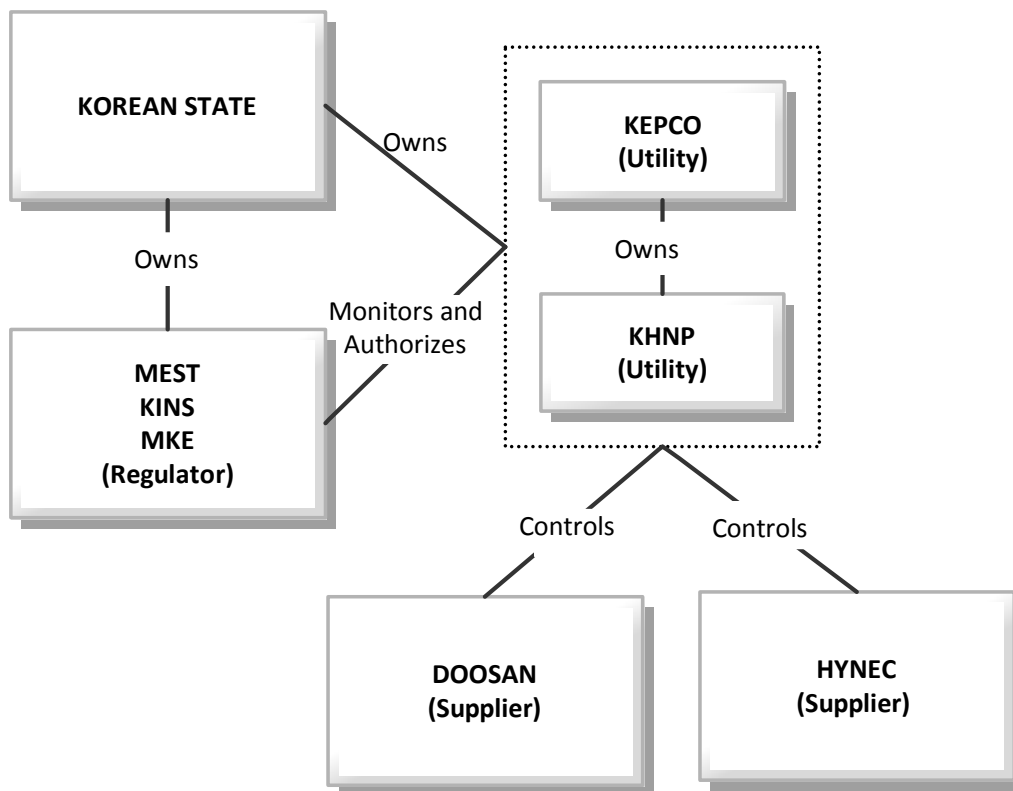 KOREAN STATE
Owns
KEPCO
(Utility)
Owns
Owns
KHNP
(Utility)
Monitors and
Authorizes
MEST
KINS
MKE
(Regulator)
Controls
Controls
DOOSAN
(Supplier)
HYNEC
(Supplier)